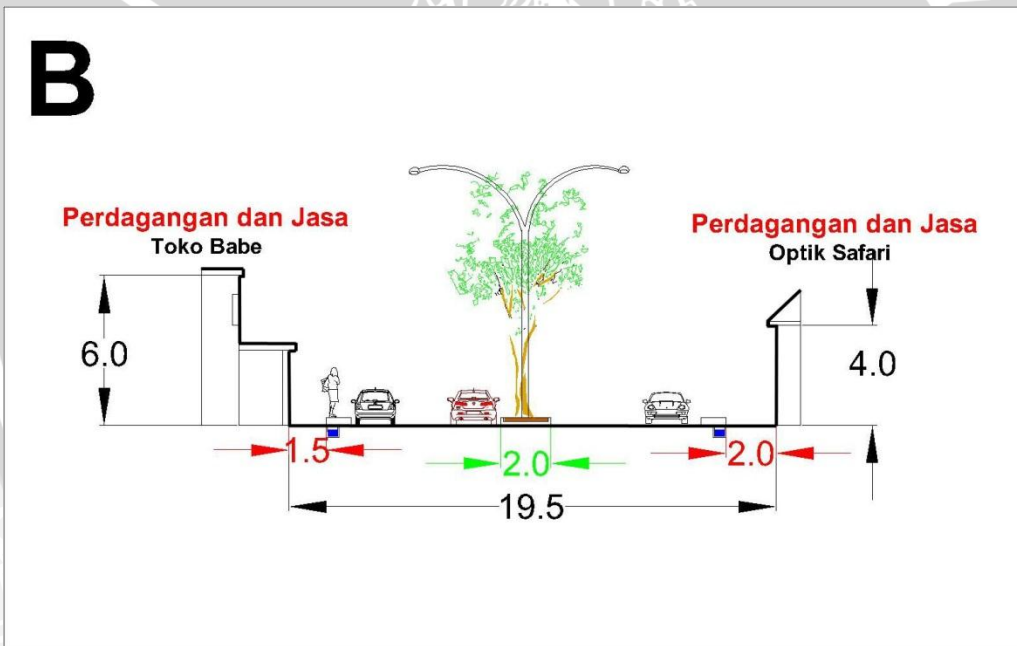 B
Perdagangan dan Jasa
Toko Babe
Perdagangan dan Jasa
Optik Safari
6.0
4.0
1.5
2.0
2.0
19.5